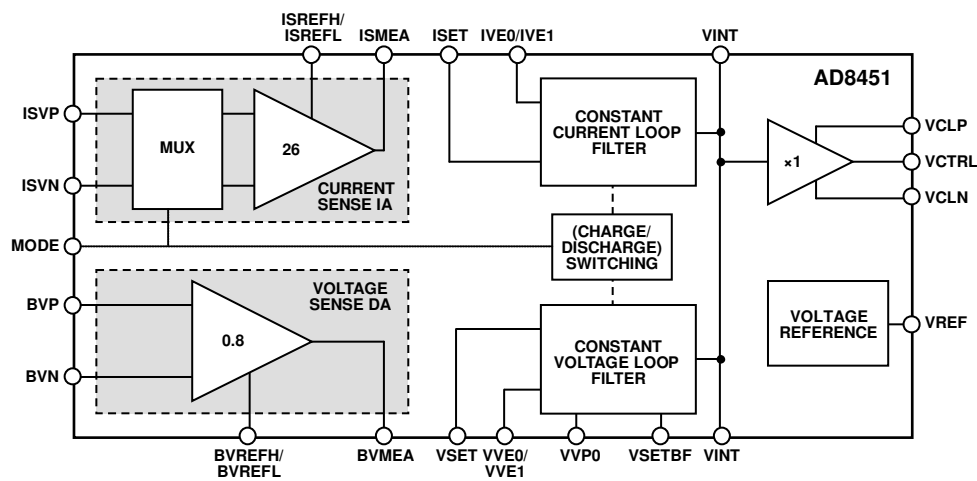 ISREFH/
ISREFL
ISMEA
ISET
IVE0/IVE1
VINT
AD8451
ISVP
MUX
26
ISVN
CURRENT
SENSE IA
CONSTANT
CURRENT LOOP
FILTER
×1
VCLP
VCTRL
VCLN
MODE
(CHARGE/
DISCHARGE)
SWITCHING
VOLTAGE
SENSE DA
BVP
0.8
BVN
CONSTANT
VOLTAGE LOOP
FILTER
VOLTAGE
REFERENCE
VREF
BVREFH/
BVREFL
BVMEA
VSET
VVE0/
VVE1
VVP0
VSETBF
VINT